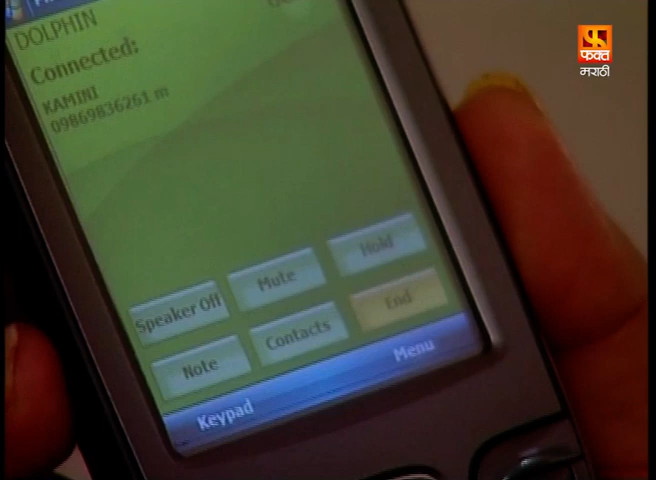 DOLPHIN
Connected:
KAMINI
09869836261 m
Speaker Off
Mute
Hold
Note
Contacts
End
Keypad
Menu
फक्त
मराठी